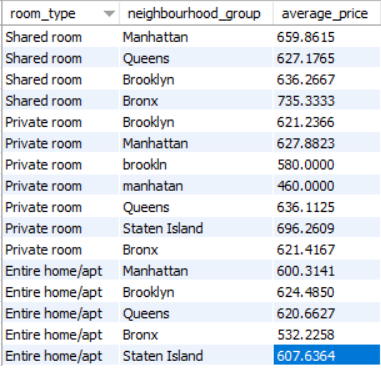 room_type neighbourhood_group average_price
Shared room Manhattan 659.8615
Shared room Queens 627.1765
Shared room Brooklyn 636.2667
Shared room Bronx 735.3333
Private room Brooklyn 621.2366
Private room Manhattan 627.8823
Private room brookln 580.0000
Private room manhatan 460.0000
Private room Queens 636.1125
Private room Staten Island 696.2609
Private room Bronx 621.4167
Entire home/apt Manhattan 600.3141
Entire home/apt Brooklyn 624.4850
Entire home/apt Queens 620.6627
Entire home/apt Bronx 532.2258
Entire home/apt Staten Island 607.6364